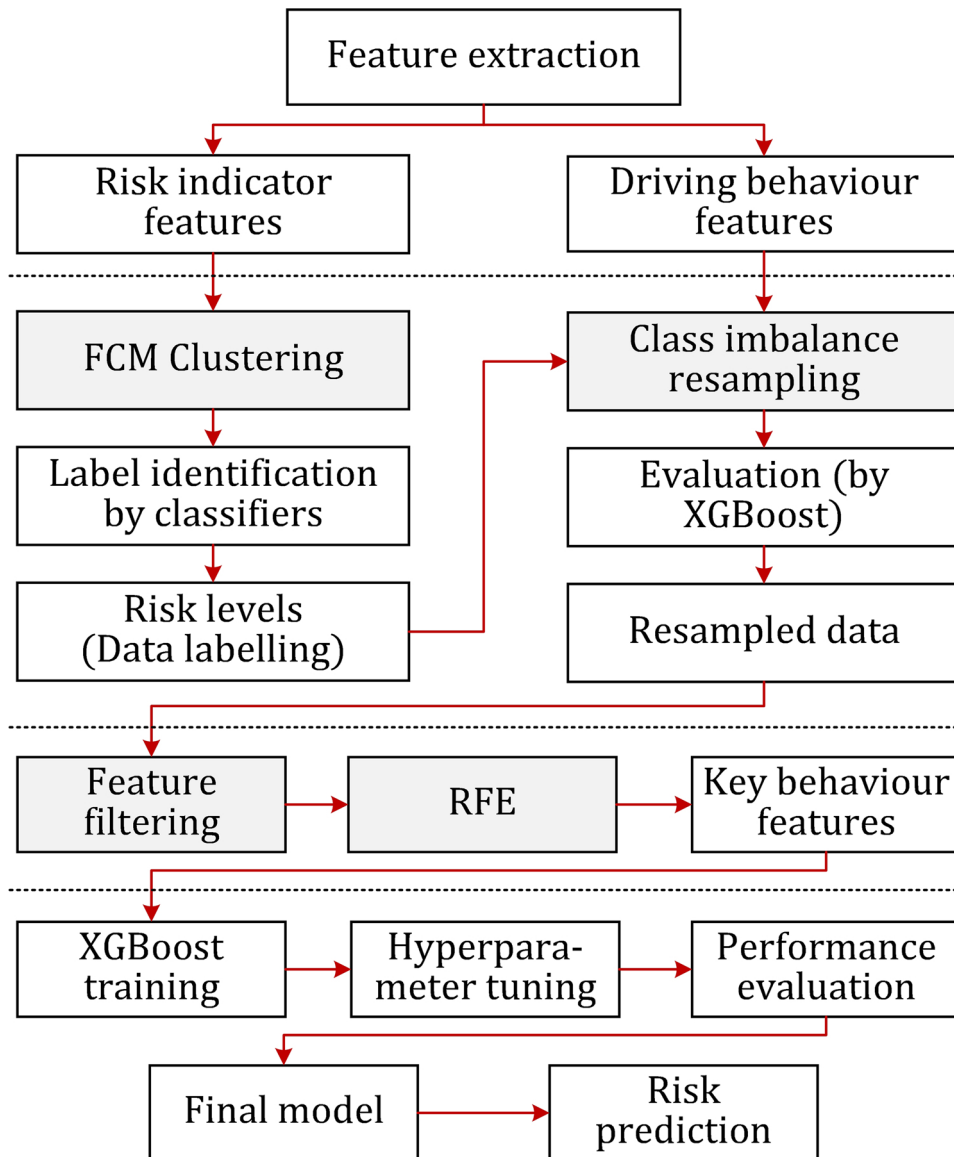 Feature extraction
Risk indicator
features
Driving behaviour
features
FCM Clustering
Class imbalance
resampling
Label identification
by classifiers
Evaluation (by
XGBoost)
Risk levels
(Data labelling)
Resampled data
Feature
filtering
RFE
Key behaviour
features
XGBoost
training
Hyperpara-
meter tuning
Performance
evaluation
Final model
Risk
prediction